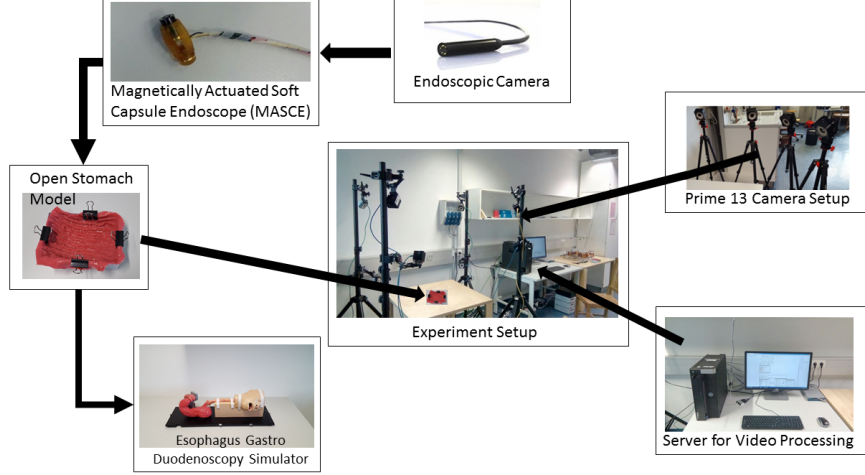 Magnetically Actuated Soft
Capsule Endoscope (MASCE)
Endoscopic Camera
Open Stomach
Model
Prime 13 Camera Setup
Experiment Setup
Esophagus Gastro
Duodenoscopy Simulator
Server for Video Processing